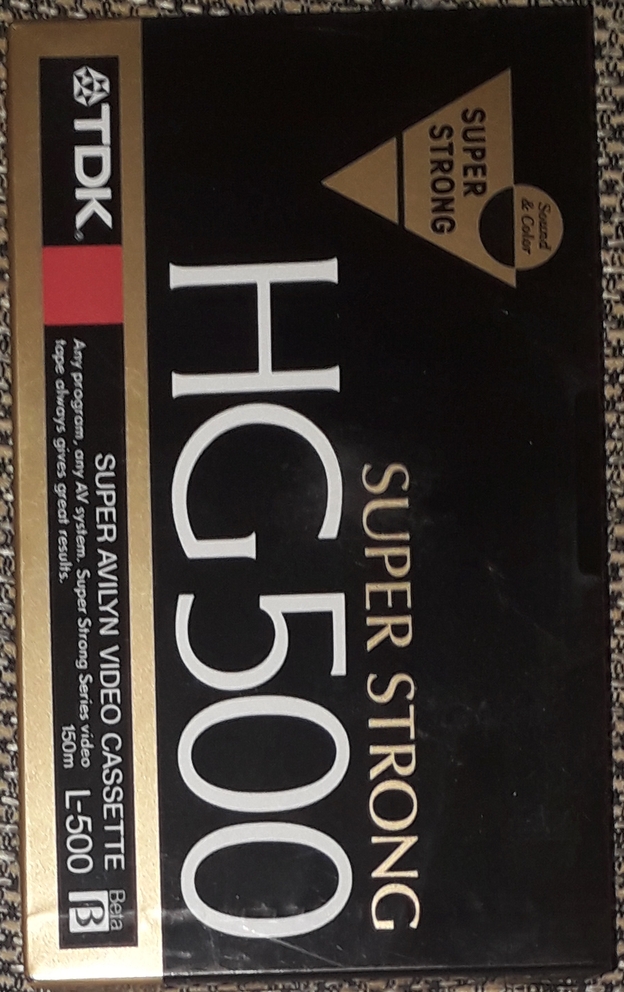 Sound
& Color
SUPER
STRONG
SUPER STRONG
HG500
TDK®
SUPER AVILYN VIDEO CASSETTE
Any program, any AV system. Super Strong Series video
tape always gives great results.
150m
L-500
Beta
β